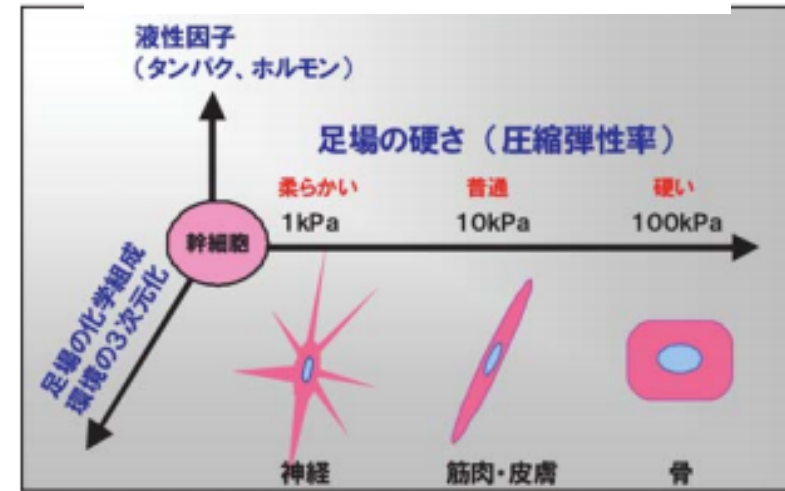 液性因子
(タンパク、ホルモン)
足場の硬さ(圧縮弾性率)
柔らかい 普通 硬い
1kPa 10kPa 100kPa
幹細胞
足場の化学組成
環境の3次元化
神経 筋肉・皮膚 骨